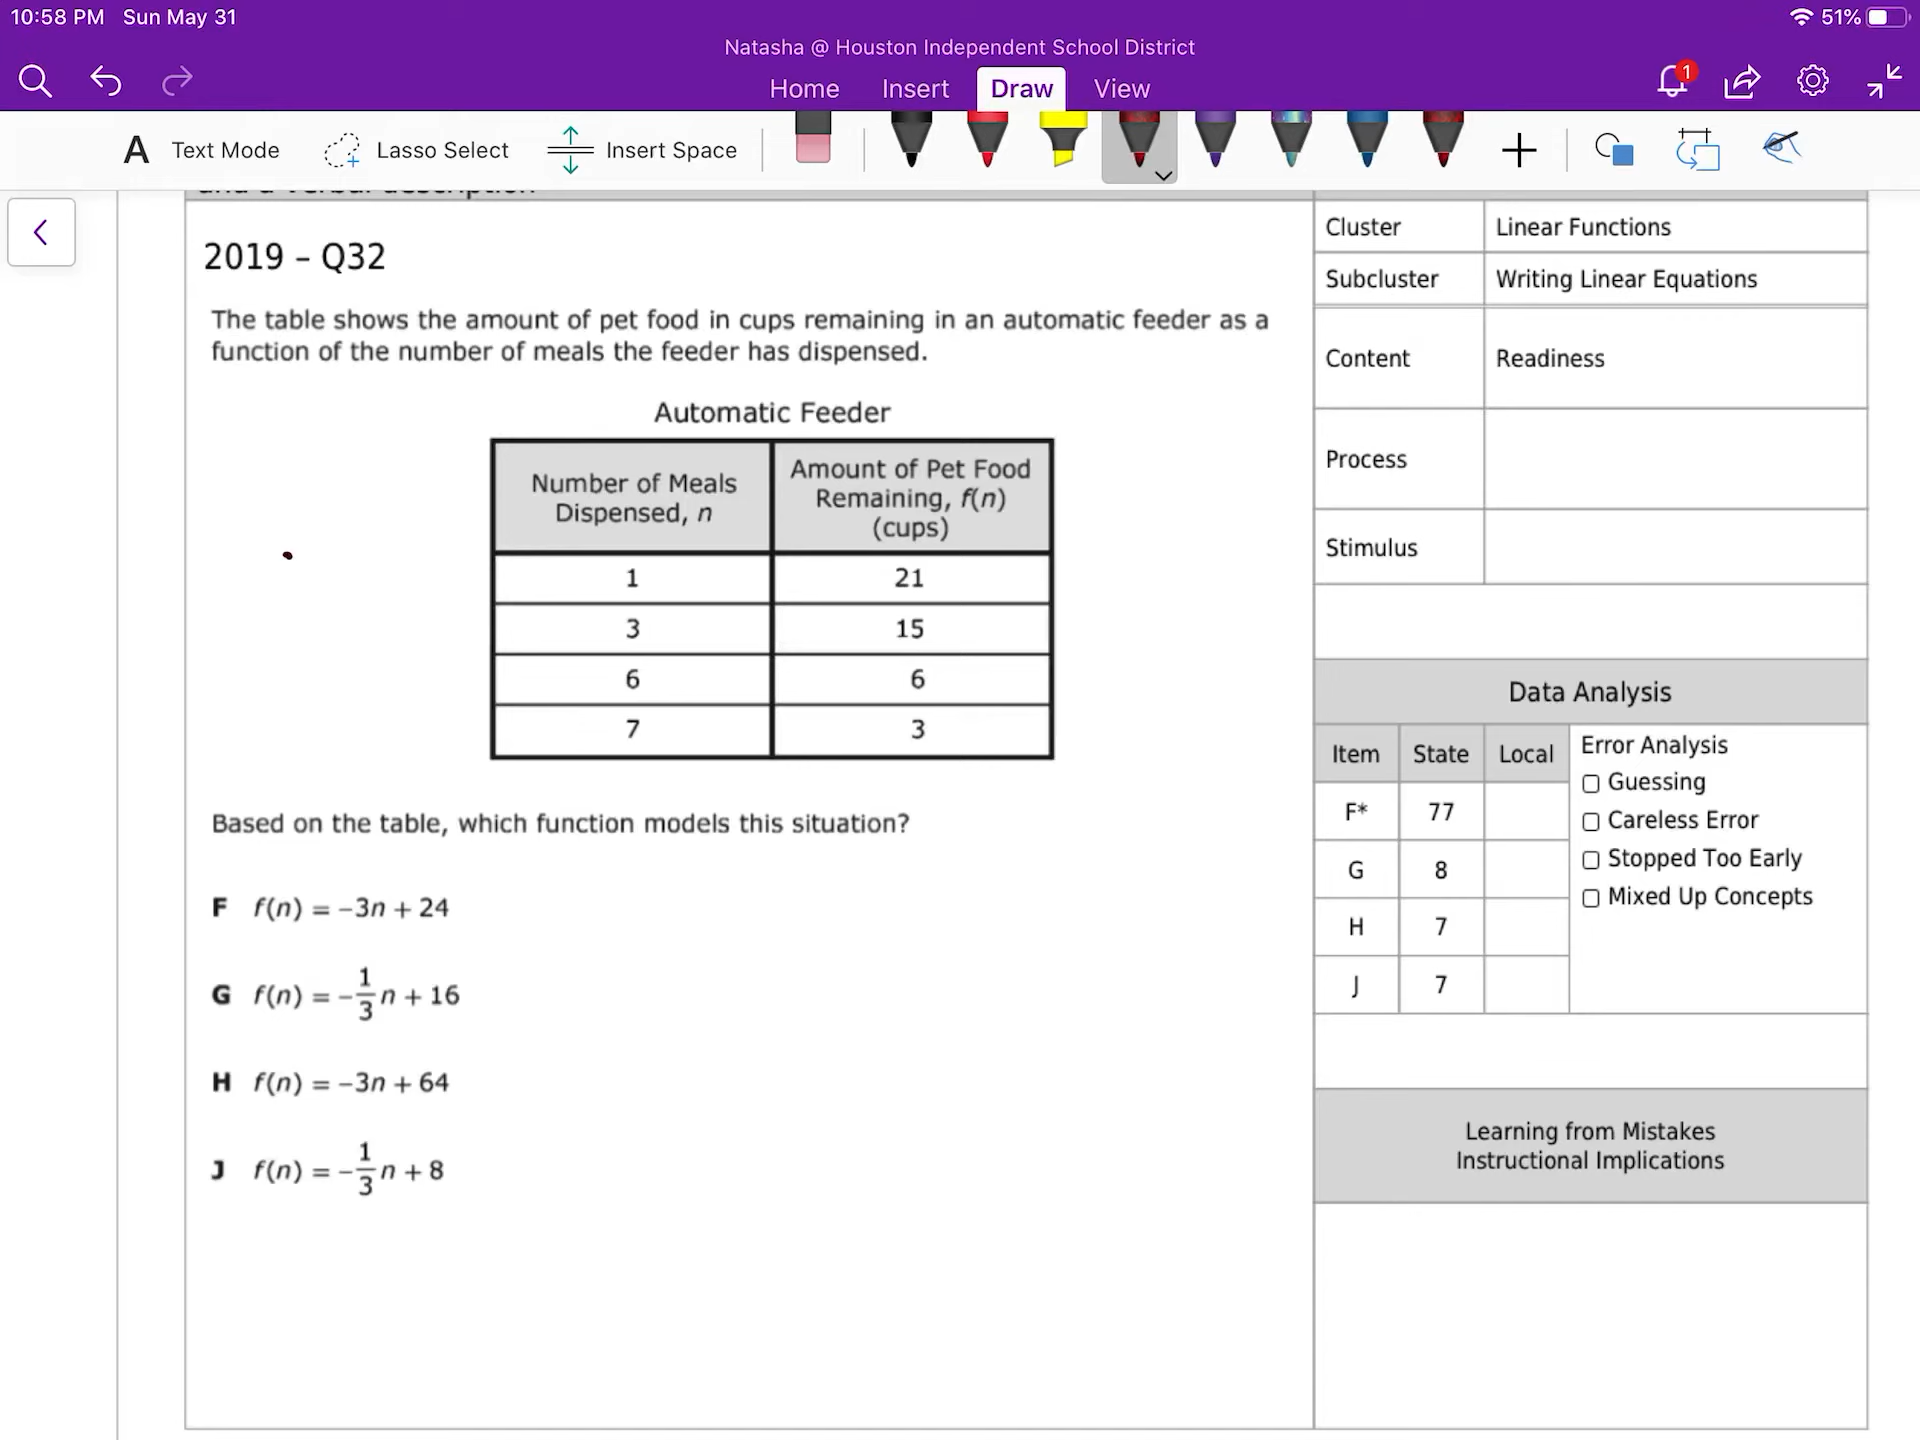 10:58 PM Sun May 31
51%
Natasha @ Houston Independent School District
Home Insert Draw View
1
A Text Mode Lasso Select Insert Space
and a verbal description
2019 – Q32
The table shows the amount of pet food in cups remaining in an automatic feeder as a
function of the number of meals the feeder has dispensed.
Automatic Feeder
Number of Meals Dispensed, n
Amount of Pet Food Remaining, f(n) (cups)
1 21
3 15
6 6
7 3
Based on the table, which function models this situation?
F f(n) = −3n + 24
G f(n) = −1/3 n + 16
H f(n) = −3n + 64
J f(n) = −1/3 n + 8
Cluster Linear Functions
Subcluster Writing Linear Equations
Content Readiness
Process
Stimulus
Data Analysis
Item State Local
F* 77
G 8
H 7
J 7
Error Analysis
Guessing
Careless Error
Stopped Too Early
Mixed Up Concepts
Learning from Mistakes
Instructional Implications